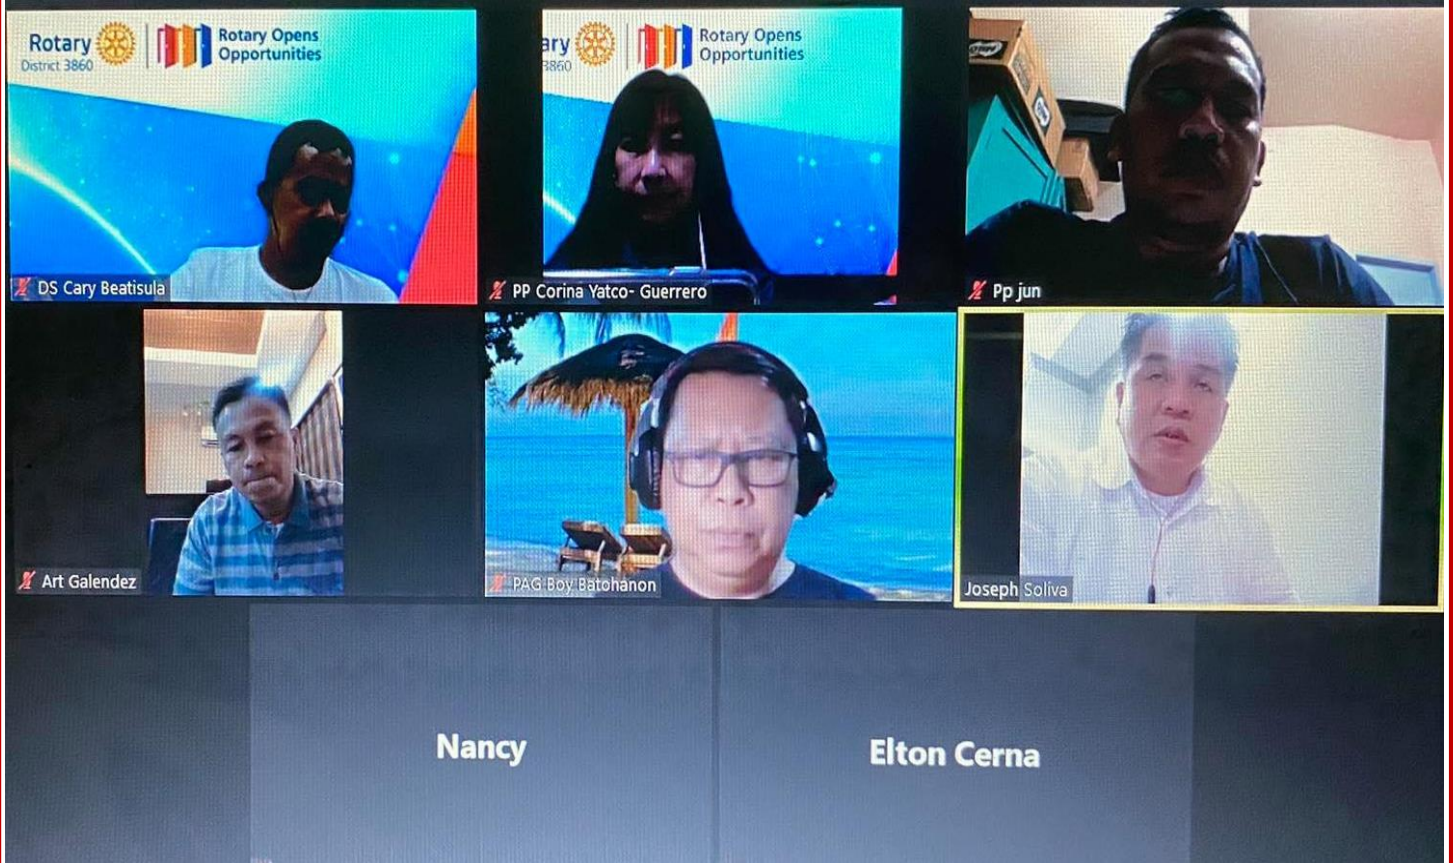 Rotary
District 3860
Rotary Opens
Opportunities
ary
3860
Rotary Opens
Opportunities
DS Cary Beatisula
PP Corina Yatco- Guerrero
Pp jun
Art Galendez
PAG Boy Batohanon
Joseph Soliva
Nancy
Elton Cerna